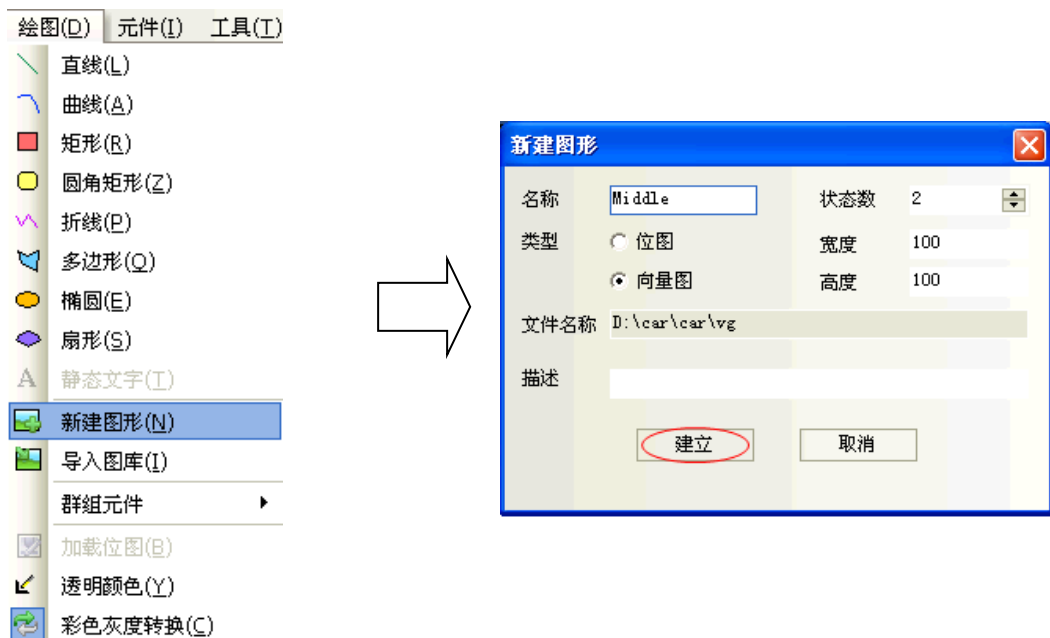 绘图(D) 元件(I) 工具(T)
直线(L)
曲线(A)
矩形(R)
圆角矩形(Z)
折线(P)
多边形(O)
椭圆(E)
扇形(S)
A 静态文字(T)
新建图形(N)
导入图库(I)
群组元件
加载位图(B)
透明颜色(Y)
彩色灰度转换(C)
新建图形
名称 Middle 状态数 2
类型 位图 宽度 100
向量图 高度 100
文件名称 D:\car\car\vg
描述
建立 取消